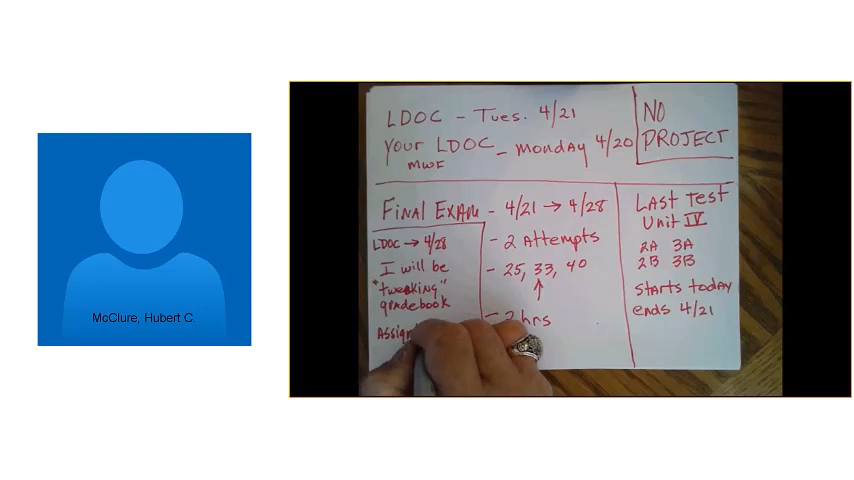 McClure, Hubert C.
LDOC - Tues. 4/21
Your LDOC - Monday 4/20
MWF
NO
PROJECT
Final Exam - 4/21 → 4/28
LDOC → 4/28
I will be
"tweaking"
gradebook
- 2 Attempts
- 25, 33, 40
- 2 hrs
Last Test
Unit IV
2A 3A
2B 3B
starts today
ends 4/21